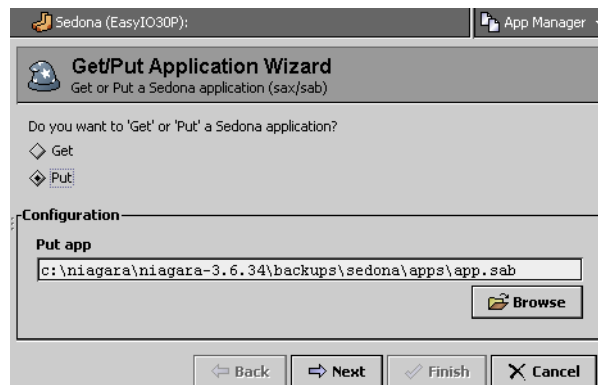 Sedona (EasyIO30P):
App Manager
Get/Put Application Wizard
Get or Put a Sedona application (sax/sab)
Do you want to 'Get' or 'Put' a Sedona application?
Get
Put
Configuration
Put app
c:\niagara\niagara-3.6.34\backups\sedona\apps\app.sab
Browse
Back Next Finish Cancel